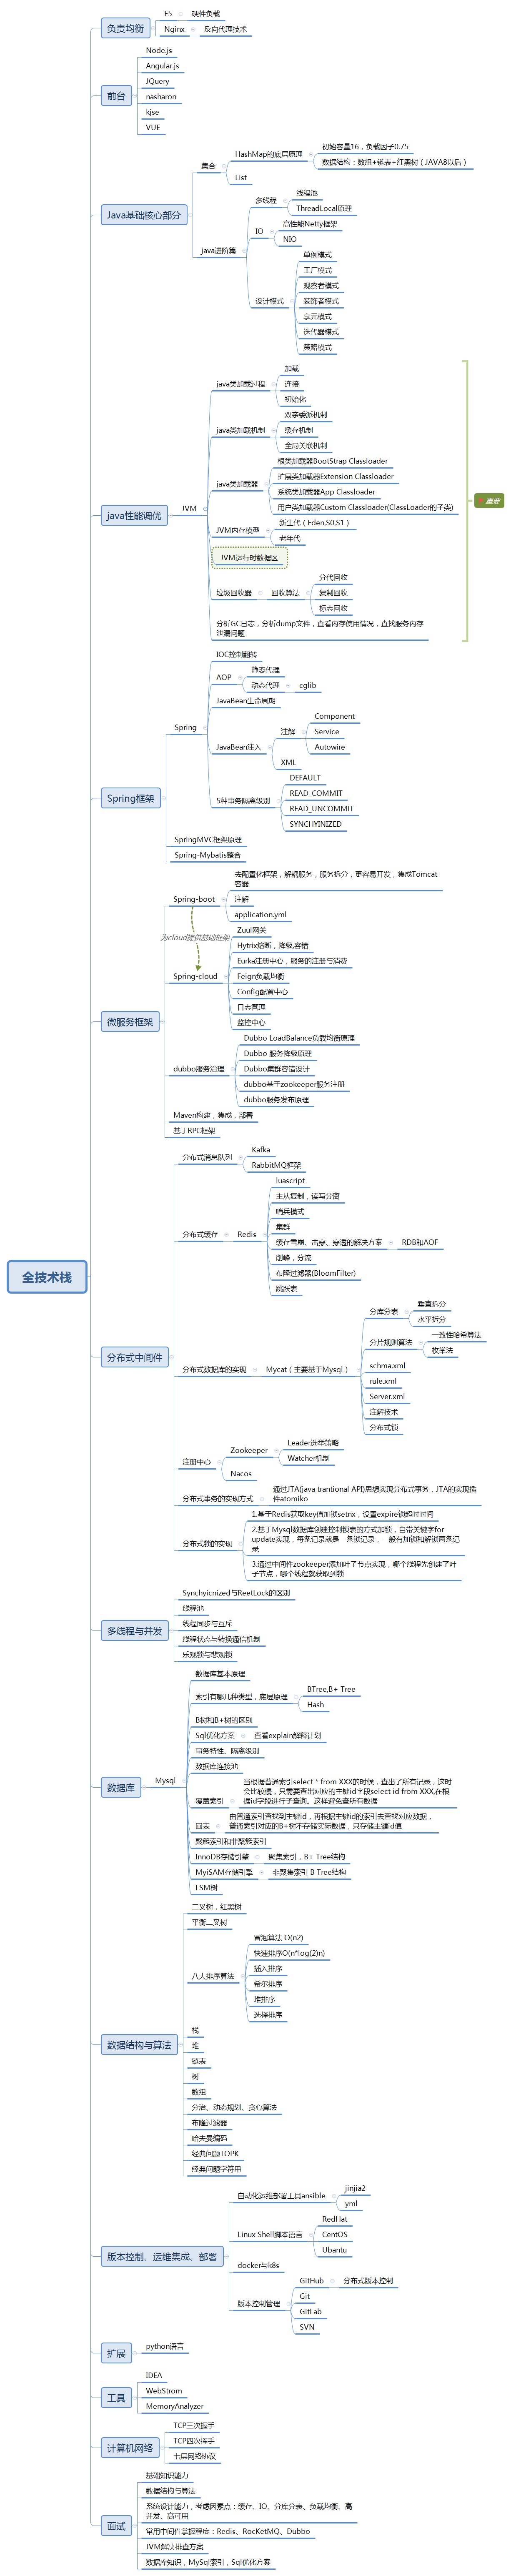 负责均衡
F5
硬件负载
Nginx
反向代理技术
前台
Node.js
Angular.js
JQuery
nasharon
kjse
VUE
Java基础核心部分
集合
HashMap的底层原理
初始容量16，负载因子0.75
数据结构：数组+链表+红黑树（JAVA8以后）
List
java进阶篇
多线程
线程池
ThreadLocal原理
IO
高性能Netty框架
NIO
设计模式
单例模式
工厂模式
观察者模式
装饰者模式
享元模式
迭代器模式
策略模式
java性能调优
JVM
java类加载过程
加载
连接
初始化
java类加载机制
双亲委派机制
缓存机制
全局关联机制
java类加载器
根类加载器BootStrap Classloader
扩展类加载器Extension Classloader
系统类加载器App Classloader
用户类加载器Custom Classloader(ClassLoader的子类)
JVM内存模型
新生代（Eden,S0,S1）
老年代
JVM运行时数据区
垃圾回收器
回收算法
分代回收
复制回收
标志回收
分析GC日志，分析dump文件，查看内存使用情况，查找服务内存
泄漏问题
重要
Spring框架
Spring
IOC控制翻转
AOP
静态代理
动态代理
cglib
JavaBean生命周期
JavaBean注入
注解
Component
Service
Autowire
XML
5种事务隔离级别
DEFAULT
READ_COMMIT
READ_UNCOMMIT
SYNCHYINIZED
SpringMVC框架原理
Spring-Mybatis整合
微服务框架
Spring-boot
去配置化框架，解耦服务，服务拆分，更容易开发，集成Tomcat
容器
注解
application.yml
为cloud提供基础框架
Spring-cloud
Zuul网关
Hytrix熔断，降级,容错
Eurka注册中心，服务的注册与消费
Feign负载均衡
Config配置中心
日志管理
监控中心
dubbo服务治理
Dubbo LoadBalance负载均衡原理
Dubbo 服务降级原理
Dubbo集群容错设计
dubbo基于zookeeper服务注册
dubbo服务发布原理
Maven构建，集成，部署
基于RPC框架
全技术栈
分布式中间件
分布式消息队列
Kafka
RabbitMQ框架
分布式缓存
Redis
luascript
主从复制，读写分离
哨兵模式
集群
缓存雪崩、击穿、穿透的解决方案
RDB和AOF
削峰，分流
布隆过滤器(BloomFilter)
跳跃表
分布式数据库的实现
Mycat（主要基于Mysql）
分库分表
垂直拆分
水平拆分
分片规则算法
一致性哈希算法
枚举法
schma.xml
rule.xml
Server.xml
注解技术
分布式锁
注册中心
Zookeeper
Leader选举策略
Watcher机制
Nacos
分布式事务的实现方式
通过JTA(java trantional API)思想实现分布式事务，JTA的实现插
件atomiko
分布式锁的实现
1.基于Redis获取key值加锁setnx，设置expire锁超时时间
2.基于Mysql数据库创建控制锁表的方式加锁，自带关键字for
update实现，每条记录就是一条锁记录，一般有加锁和解锁两条记
录
3.通过中间件zookeeper添加叶子节点实现，哪个线程先创建了叶
子节点，哪个线程就获取到锁
多线程与并发
Synchyicnized与ReetLock的区别
线程池
线程同步与互斥
线程状态与转换通信机制
乐观锁与悲观锁
数据库
Mysql
数据库基本原理
索引有哪几种类型，底层原理
BTree,B+ Tree
Hash
B树和B+树的区别
Sql优化方案
查看explain解释计划
事务特性、隔离级别
数据库连接池
覆盖索引
当根据普通索引select * from XXX的时候，查出了所有记录，这时
会比较慢，只需要查出对应的主键id字段select id from XXX,在根
据id字段进行子查询。这样避免查所有数据
回表
由普通索引查找到主键id，再根据主键id的索引去查找对应数据，
普通索引对应的B+树不存储实际数据，只存储主键id值
聚簇索引和非聚簇索引
InnoDB存储引擎
聚集索引，B+ Tree结构
MyiSAM存储引擎
非聚集索引 B Tree结构
LSM树
数据结构与算法
二叉树，红黑树
平衡二叉树
八大排序算法
冒泡算法 O(n2)
快速排序O(n*log(2)n)
插入排序
希尔排序
堆排序
选择排序
栈
堆
链表
树
数组
分治、动态规划、贪心算法
布隆过滤器
哈夫曼编码
经典问题TOPK
经典问题字符串
版本控制、运维集成、部署
自动化运维部署工具ansible
jinjia2
yml
Linux Shell脚本语言
RedHat
CentOS
Ubantu
docker与k8s
版本控制管理
GitHub
分布式版本控制
Git
GitLab
SVN
扩展
python语言
工具
IDEA
WebStrom
MemoryAnalyzer
计算机网络
TCP三次握手
TCP四次挥手
七层网络协议
面试
基础知识能力
数据结构与算法
系统设计能力，考虑因素点：缓存、IO、分库分表、负载均衡、高
并发、高可用
常用中间件掌握程度：Redis、RocKetMQ、Dubbo
JVM解决排查方案
数据库知识，MySql索引，Sql优化方案